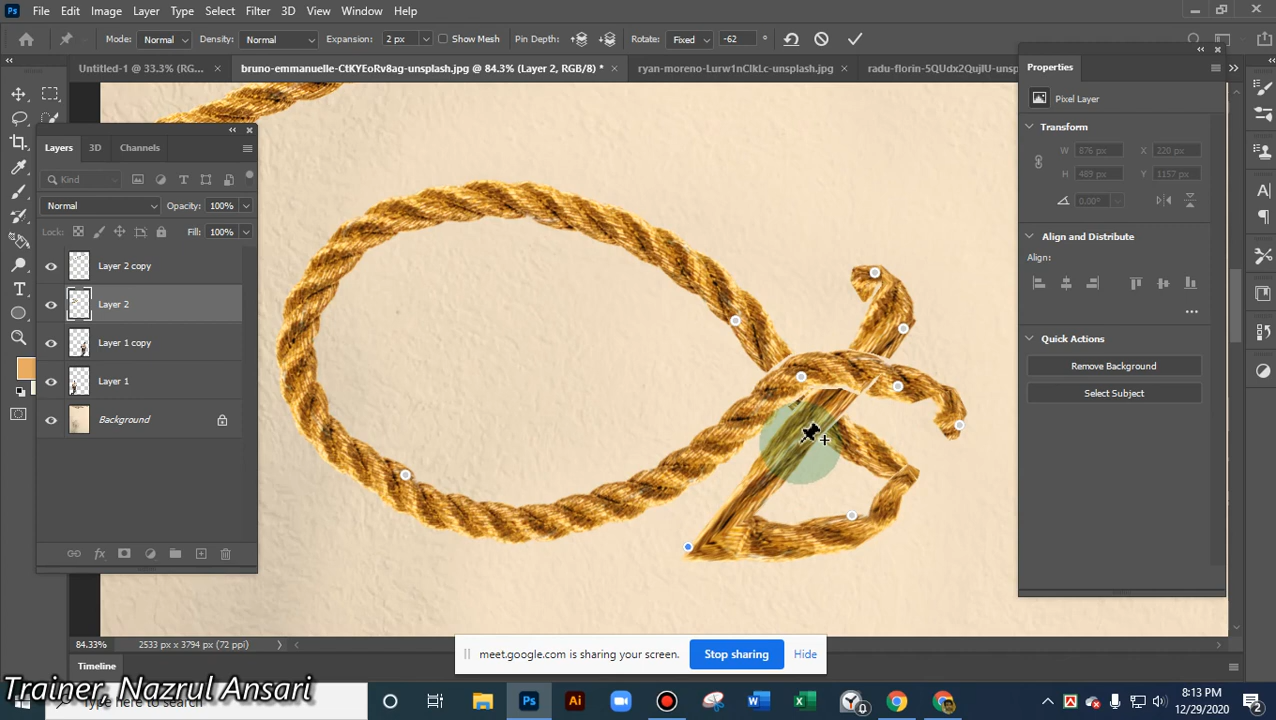 Ps File Edit Image Layer Type Select Filter 3D View Window Help
Mode: Normal Density: Normal Expansion: 2 px Show Mesh Pin Depth: Rotate: Fixed -62 °
Untitled-1 @ 33.3% (RG... × bruno-emmanuelle-CtKYEoRv8ag-unsplash.jpg @ 84.3% (Layer 2, RGB/8) * × ryan-moreno-Lurw1nClkLc-unsplash.jpg × radu-florin-5QUdx2QujIU-unsp
Properties
Pixel Layer
Transform
W 876 px X 220 px
H 489 px Y 1157 px
0.00°
Align and Distribute
Align:
...
Quick Actions
Remove Background
Select Subject
Layers 3D Channels
Kind
Normal Opacity: 100%
Lock: Fill: 100%
Layer 2 copy
Layer 2
Layer 1 copy
Layer 1
Background
84.33% 2533 px x 3794 px (72 ppi)
meet.google.com is sharing your screen. Stop sharing Hide
Timeline
Trainer, Nazrul Ansari
Type here to search
8:13 PM
12/29/2020